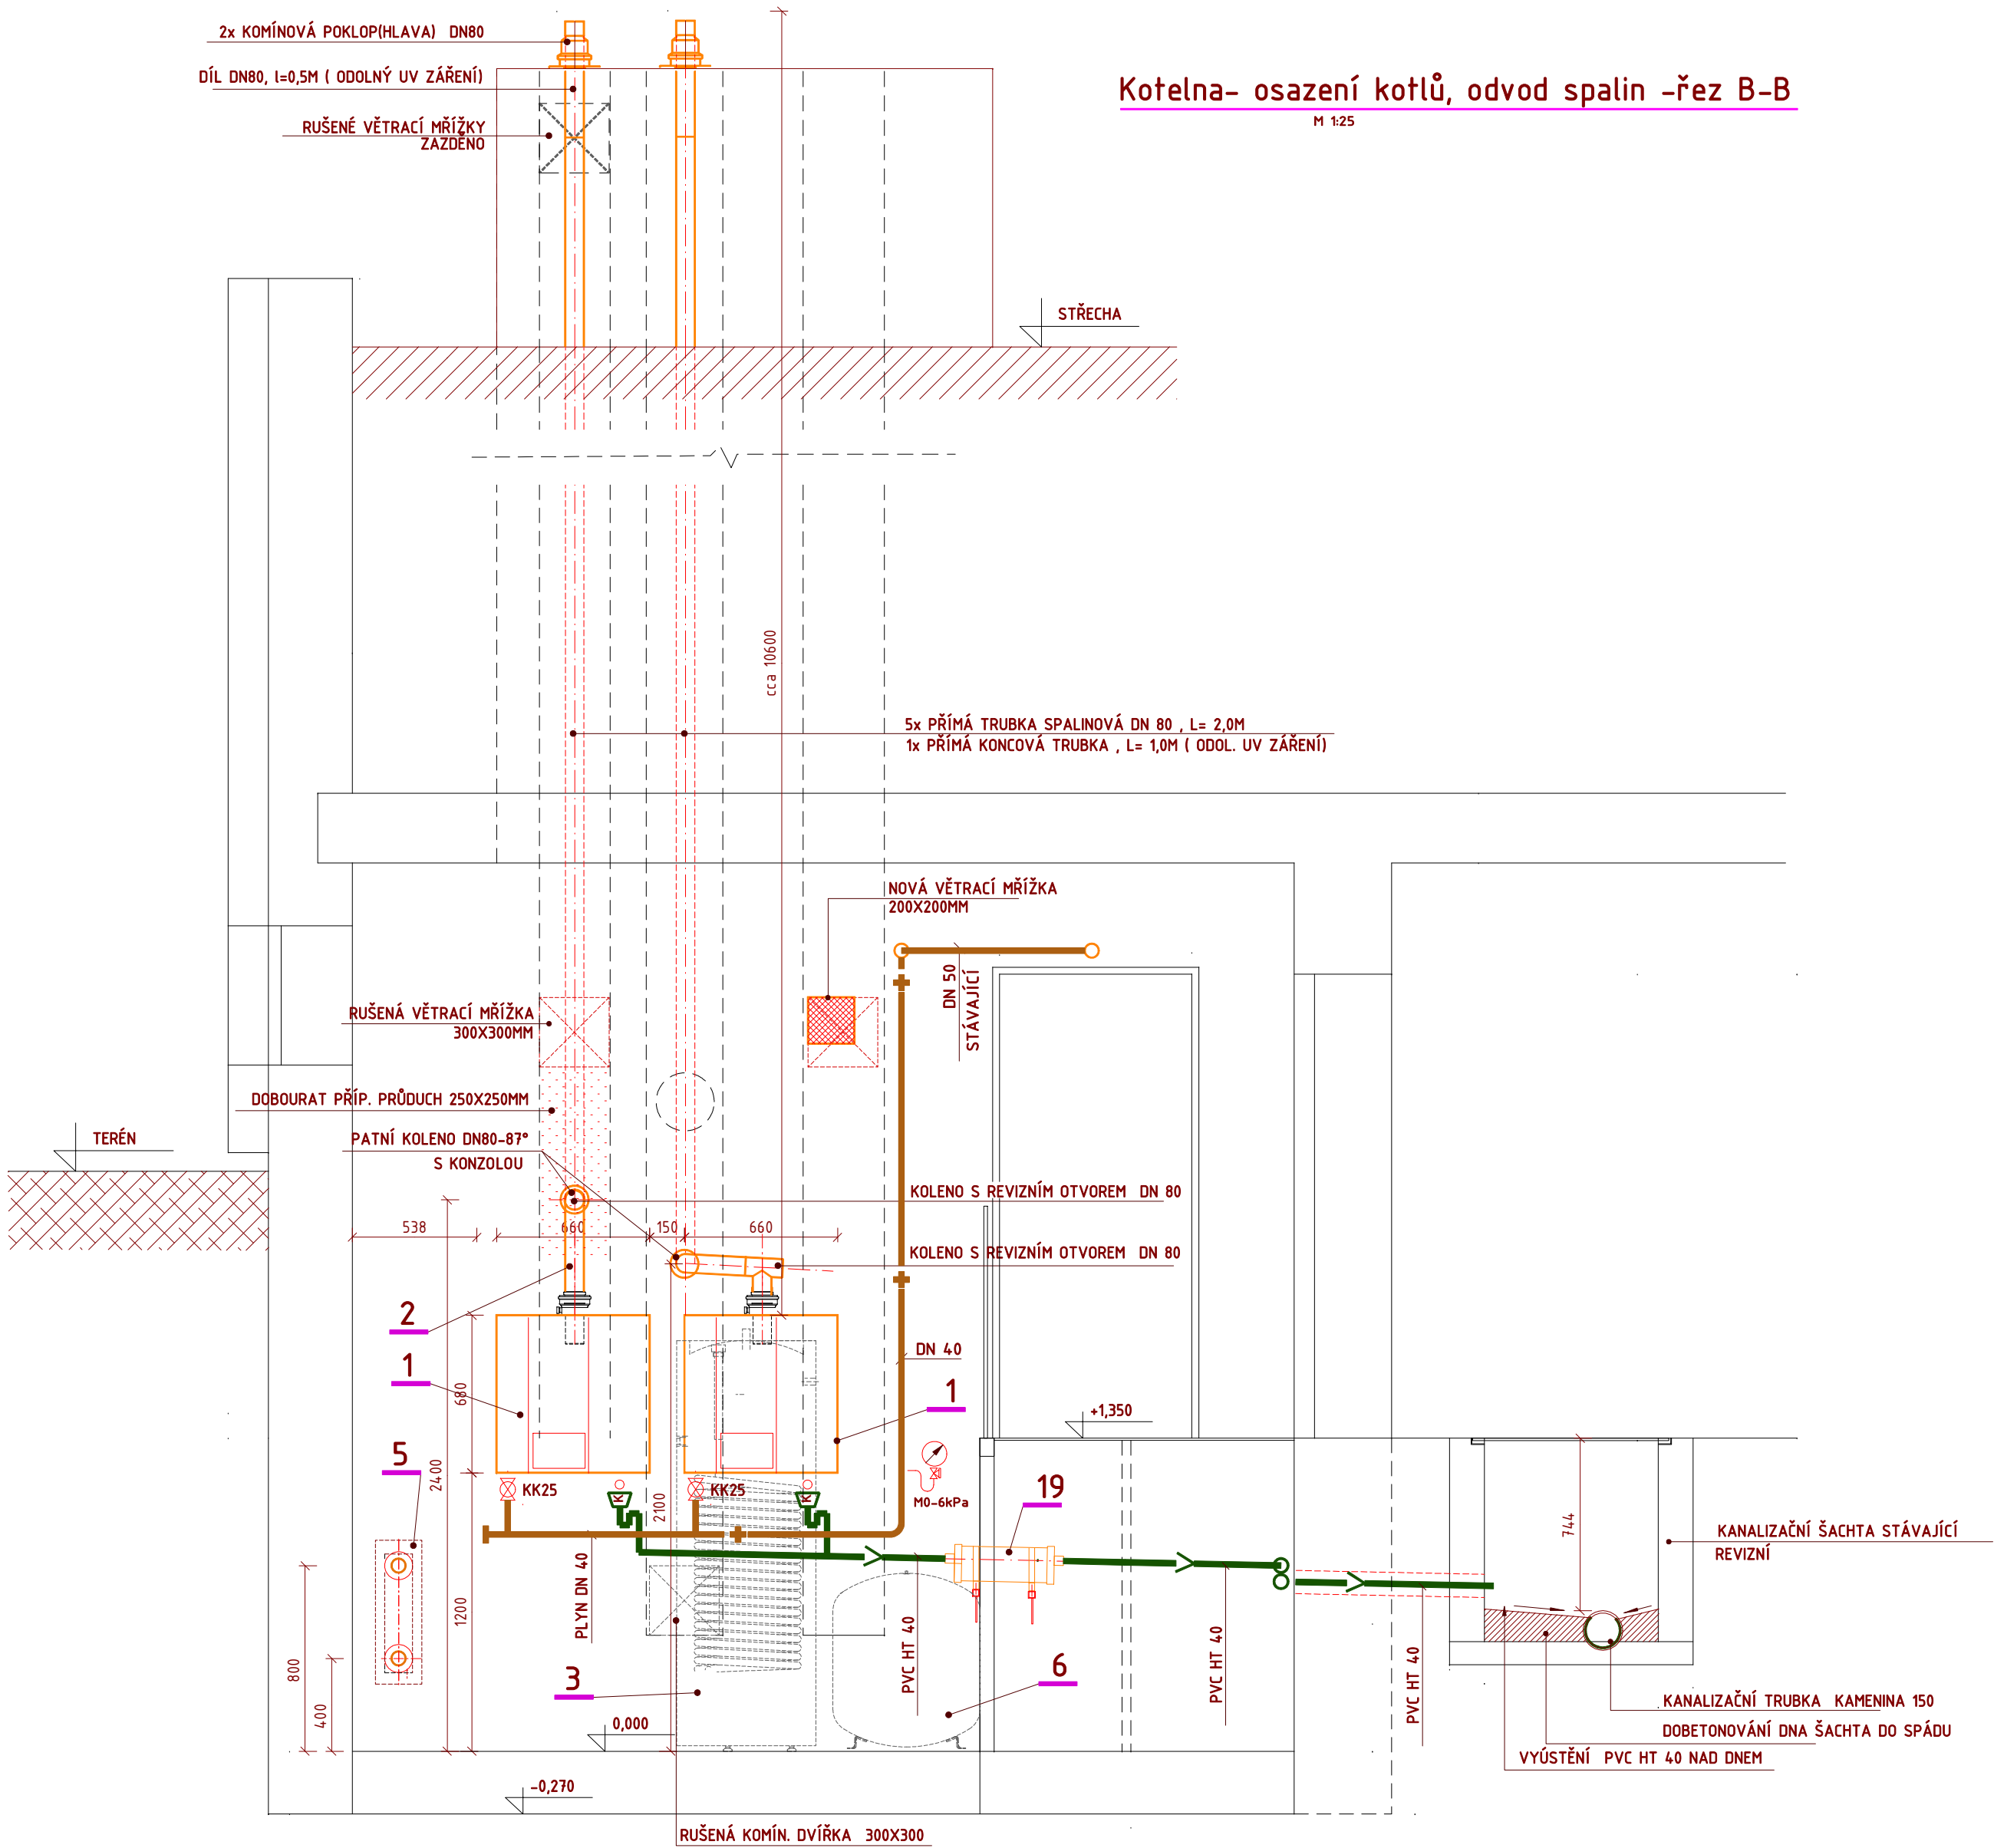 2x KOMÍNOVÁ POKLOP(HLAVA) DN80
DÍL DN80, l=0,5M ( ODOLNÝ UV ZÁŘENÍ)
RUŠENÉ VĚTRACÍ MŘÍŽKY
ZAZDĚNO
Kotelna- osazení kotlů, odvod spalin -řez B-B
M 1:25
STŘECHA
cca 10600
5x PŘÍMÁ TRUBKA SPALINOVÁ DN 80 , L= 2,0M
1x PŘÍMÁ KONCOVÁ TRUBKA , L= 1,0M ( ODOL. UV ZÁŘENÍ)
NOVÁ VĚTRACÍ MŘÍŽKA
200X200MM
DN 50
STÁVAJÍCÍ
RUŠENÁ VĚTRACÍ MŘÍŽKA
300X300MM
DOBOURAT PŘÍP. PRŮDUCH 250X250MM
TERÉN
PATNÍ KOLENO DN80-87°
S KONZOLOU
KOLENO S REVIZNÍM OTVOREM DN 80
538
660
150
660
KOLENO S REVIZNÍM OTVOREM DN 80
2
1
DN 40
1
680
+1,350
5
2400
KK25
K
KK25
K
2100
M0-6kPa
19
744
KANALIZAČNÍ ŠACHTA STÁVAJÍCÍ
REVIZNÍ
PLYN DN 40
1200
800
400
3
PVC HT 40
6
PVC HT 40
PVC HT 40
0,000
KANALIZAČNÍ TRUBKA KAMENINA 150
DOBETONOVÁNÍ DNA ŠACHTA DO SPÁDU
VYÚSTĚNÍ PVC HT 40 NAD DNEM
-0,270
RUŠENÁ KOMÍN. DVÍŘKA 300X300